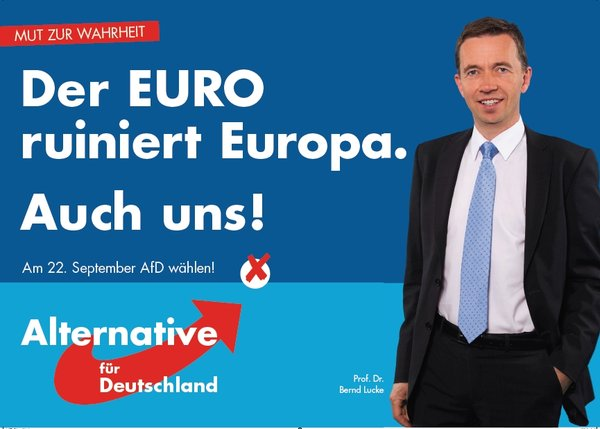 MUT ZUR WAHRHEIT
Der EURO
ruiniert Europa.
Auch uns!
Am 22. September AfD wählen!
Alternative
für
Deutschland
Prof. Dr.
Bernd Lucke